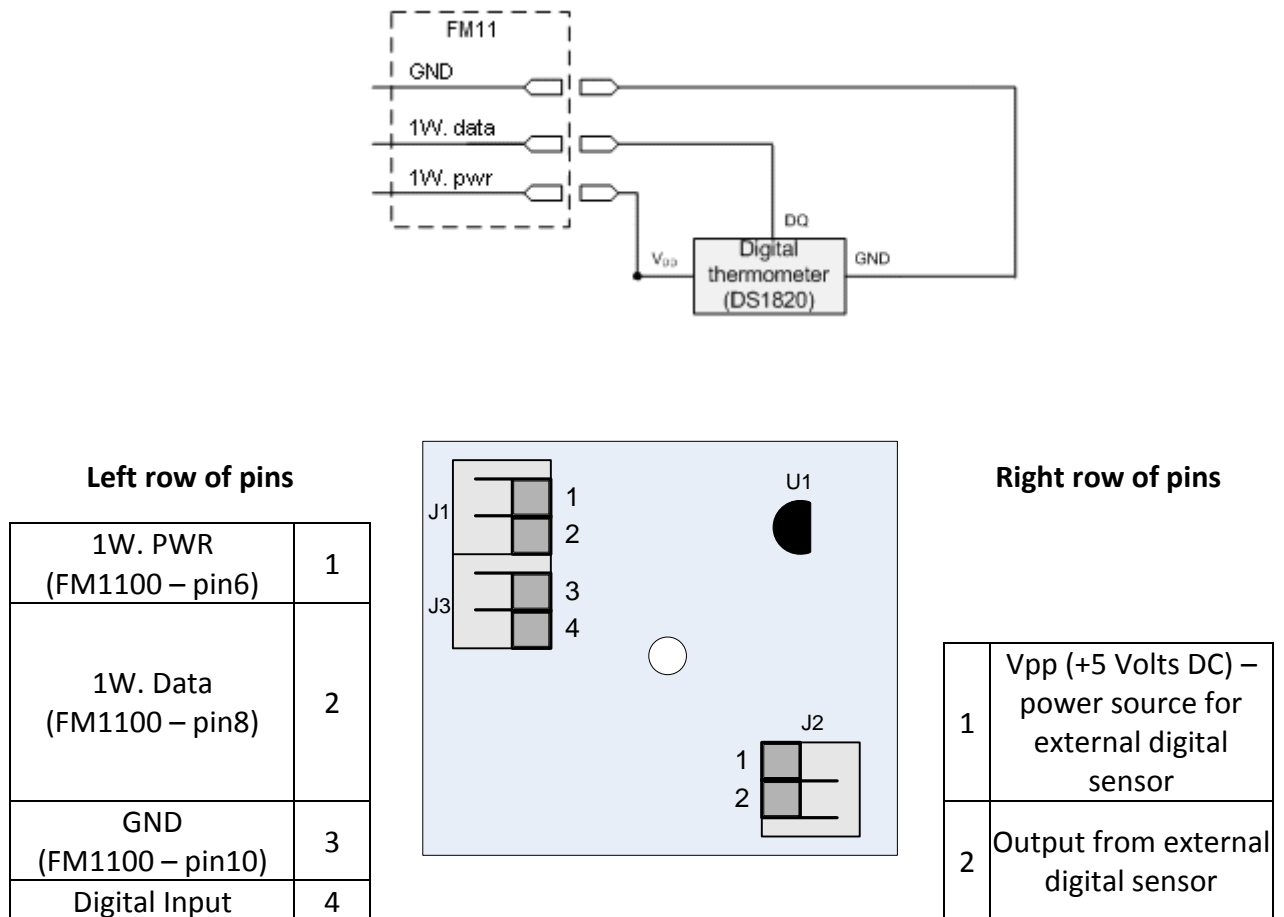 FM11
GND
1W. data
1W. pwr
DQ
V_DD
Digital
thermometer
(DS1820)
GND
Left row of pins
Right row of pins
1W. PWR
(FM1100 – pin6)
1
1W. Data
(FM1100 – pin8)
2
GND
(FM1100 – pin10)
3
Digital Input
4
J1
1
2
J3
3
4
U1
J2
1
2
1
Vpp (+5 Volts DC) –
power source for
external digital
sensor
2
Output from external
digital sensor